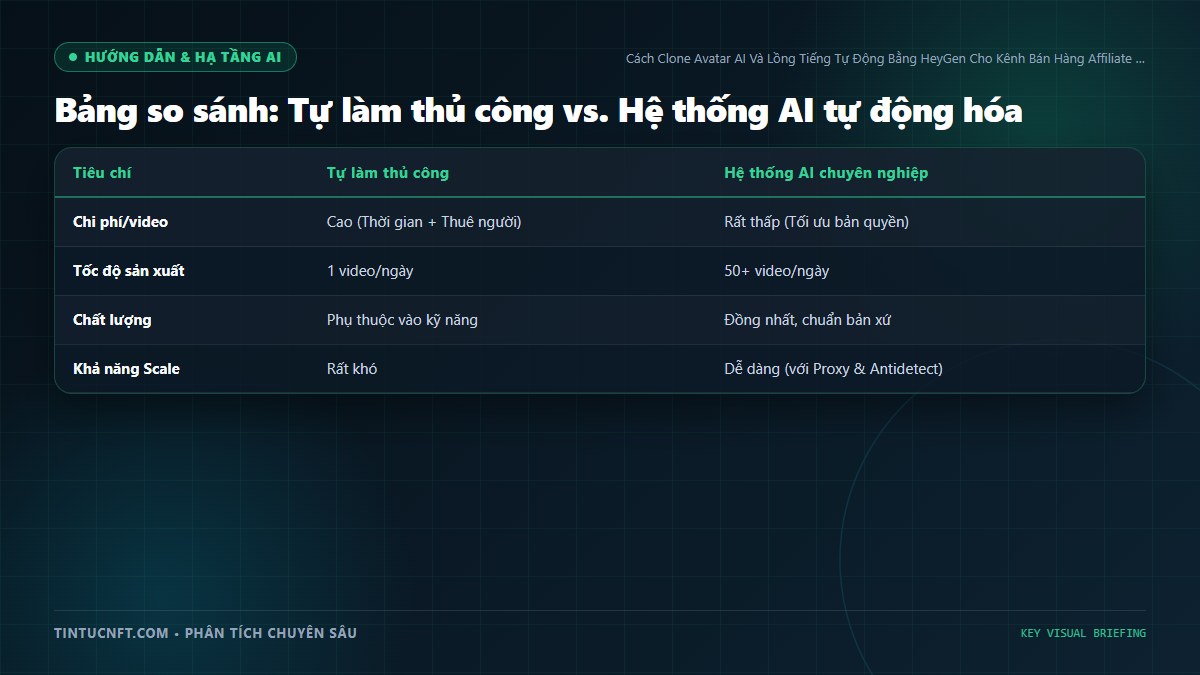 HƯỚNG DẪN & HẠ TẦNG AI
Cách Clone Avatar AI Và Lồng Tiếng Tự Động Bằng HeyGen Cho Kênh Bán Hàng Affiliate ...
Bảng so sánh: Tự làm thủ công vs. Hệ thống AI tự động hóa
Tiêu chí Tự làm thủ công Hệ thống AI chuyên nghiệp
Chi phí/video Cao (Thời gian + Thuê người) Rất thấp (Tối ưu bản quyền)
Tốc độ sản xuất 1 video/ngày 50+ video/ngày
Chất lượng Phụ thuộc vào kỹ năng Đồng nhất, chuẩn bản xứ
Khả năng Scale Rất khó Dễ dàng (với Proxy & Antidetect)
TINTUCNFT.COM • PHÂN TÍCH CHUYÊN SÂU
KEY VISUAL BRIEFING